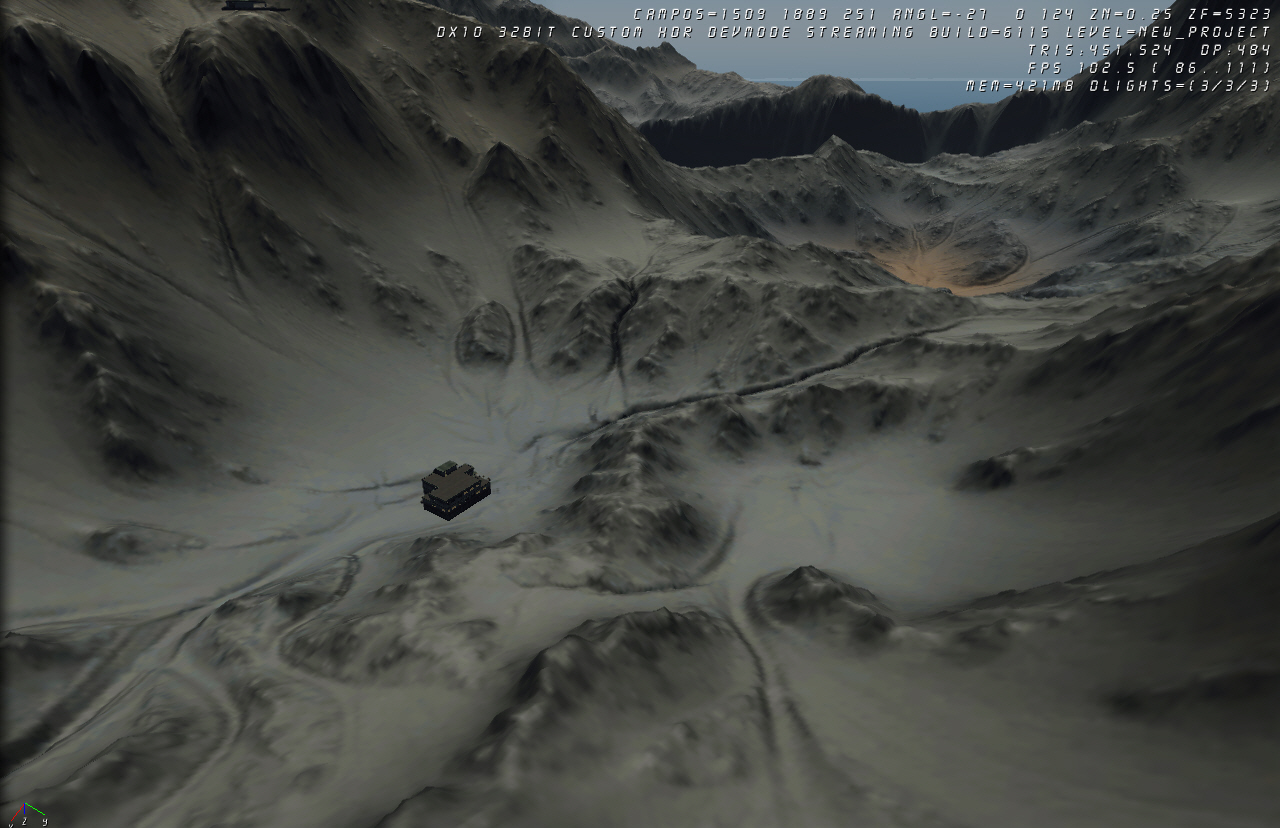 CAMPOS=1509 1889 251 ANGL=-27 0 124 ZN=0.25 ZF=5323
DX10 32BIT CUSTOM HDR DEVMODE STREAMING BUILD=6115 LEVEL=NEW_PROJECT
TRIS:451,524 DP:484
FPS 102.5 ( 86..111)
MEM=421MB DLIGHTS=(3/3/3)
x z y